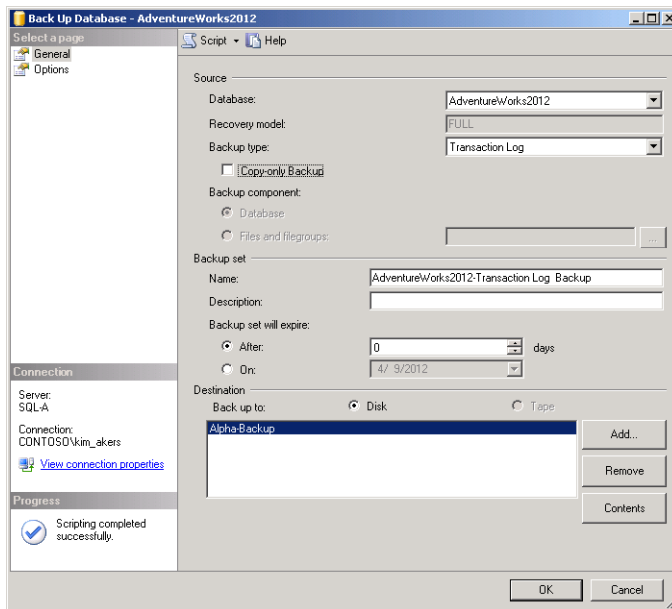 Back Up Database - AdventureWorks2012
Select a page
General
Options
Script Help
Source
Database: AdventureWorks2012
Recovery model: FULL
Backup type: Transaction Log
Copy-only Backup
Backup component:
Database
Files and filegroups: ...
Backup set
Name: AdventureWorks2012-Transaction Log Backup
Description:
Backup set will expire:
After: 0 days
On: 4/ 9/2012
Destination
Back up to: Disk Tape
Alpha-Backup
Add...
Remove
Contents
Connection
Server:
SQL-A
Connection:
CONTOSO\kim_akers
View connection properties
Progress
Scripting completed
successfully.
OK Cancel